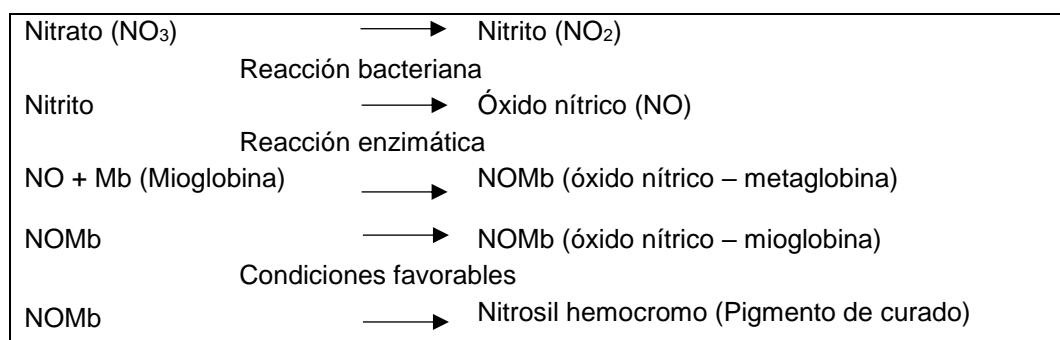 Nitrato (NO₃) → Nitrito (NO₂)
Reacción bacteriana
Nitrito → Óxido nítrico (NO)
Reacción enzimática
NO + Mb (Mioglobina) → NOMb (óxido nítrico – metaglobina)
NOMb → NOMb (óxido nítrico – mioglobina)
Condiciones favorables
NOMb → Nitrosil hemocromo (Pigmento de curado)